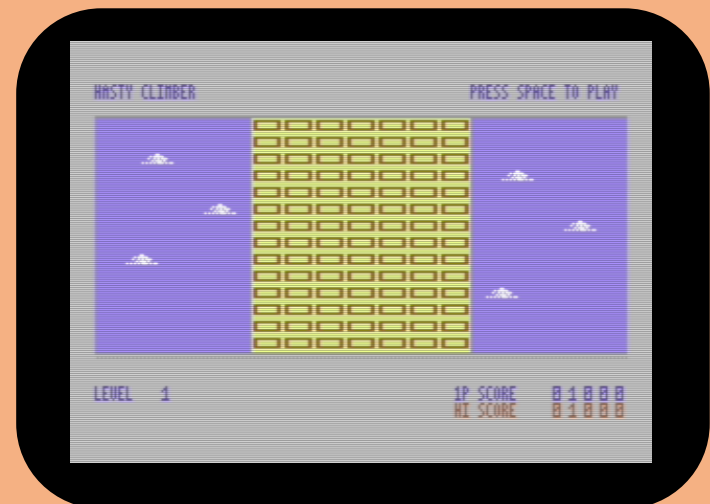 HASTY CLIMBER PRESS SPACE TO PLAY
LEVEL 1 1P SCORE 01000
HI SCORE 01000